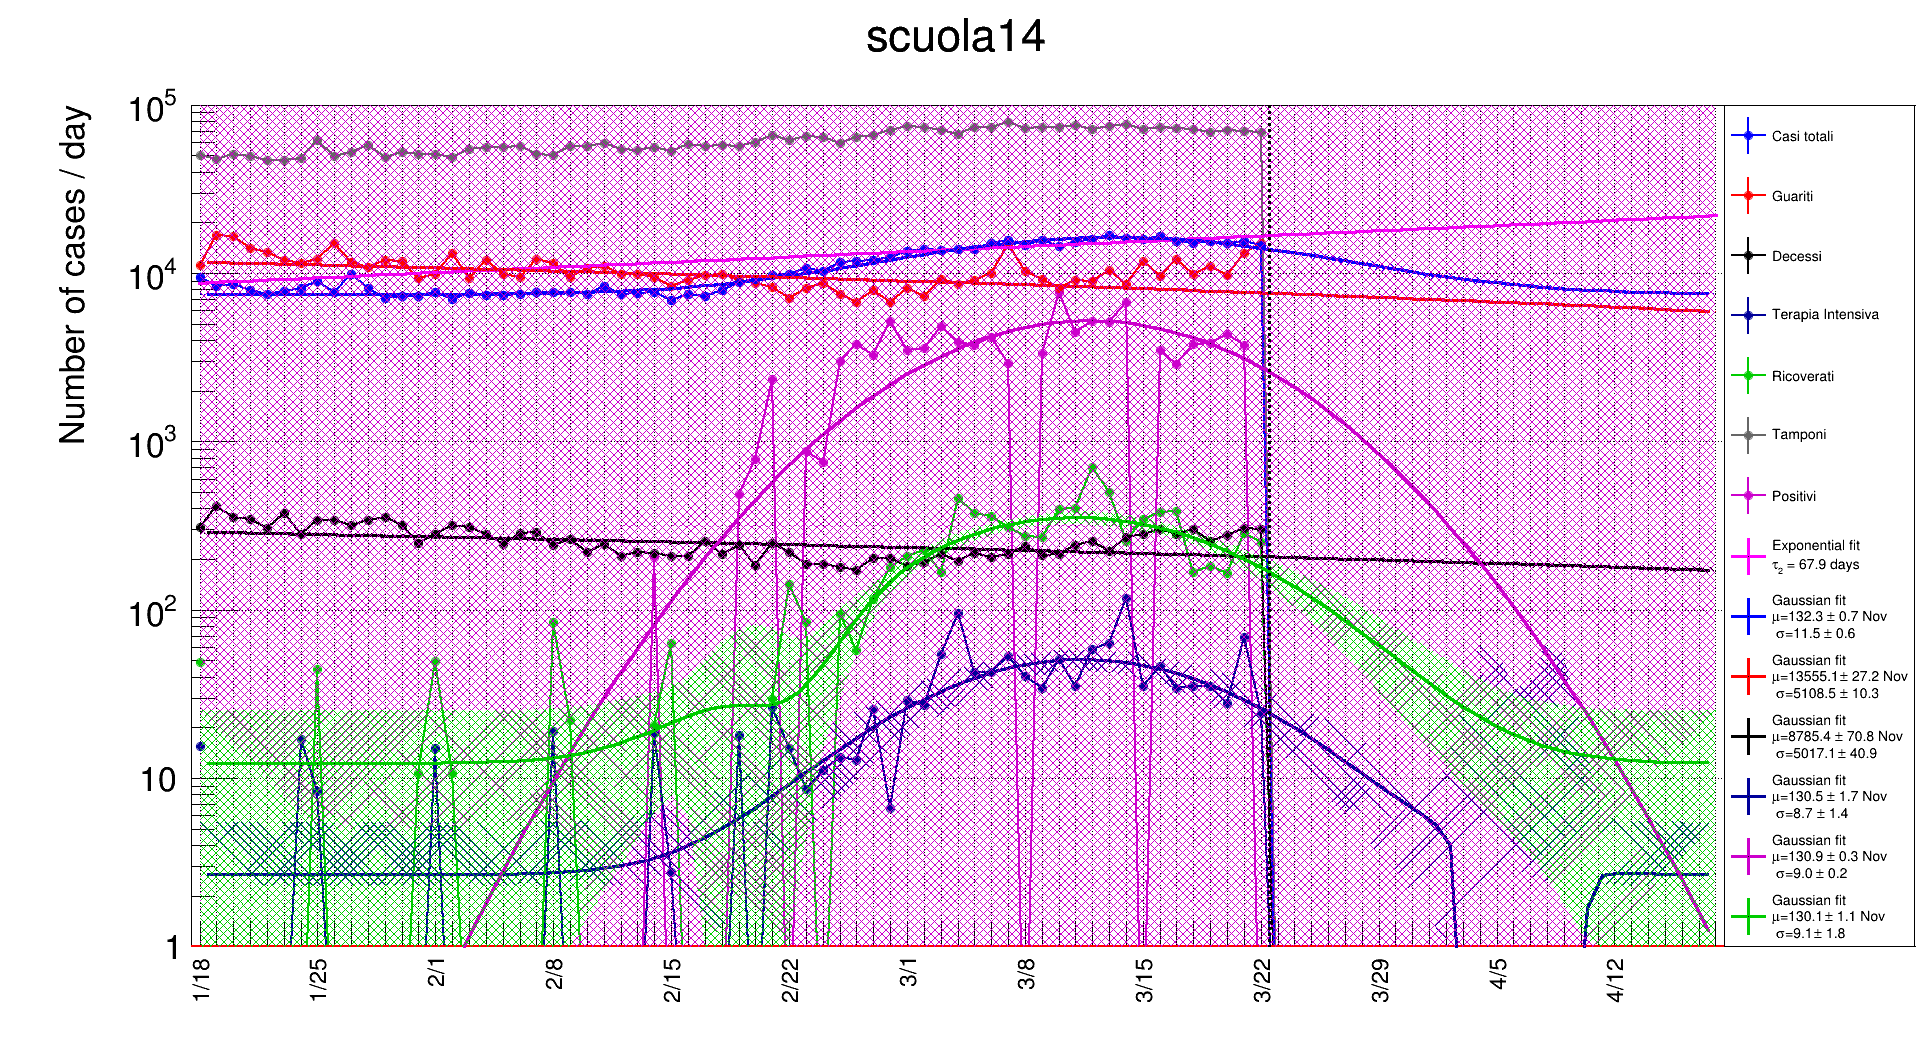 scuola14
Number of cases / day
10^5
10^4
10^3
10^2
10
1
1/18
1/25
2/1
2/8
2/15
2/22
3/1
3/8
3/15
3/22
3/29
4/5
4/12
Casi totali
Guariti
Decessi
Terapia Intensiva
Ricoverati
Tamponi
Positivi
Exponential fit
τ₂ = 67.9 days
Gaussian fit
μ=132.3 ± 0.7 Nov
σ=11.5 ± 0.6
Gaussian fit
μ=13555.1 ± 27.2 Nov
σ=5108.5 ± 10.3
Gaussian fit
μ=8785.4 ± 70.8 Nov
σ=5017.1 ± 40.9
Gaussian fit
μ=130.5 ± 1.7 Nov
σ=8.7 ± 1.4
Gaussian fit
μ=130.9 ± 0.3 Nov
σ=9.0 ± 0.2
Gaussian fit
μ=130.1 ± 1.1 Nov
σ=9.1 ± 1.8